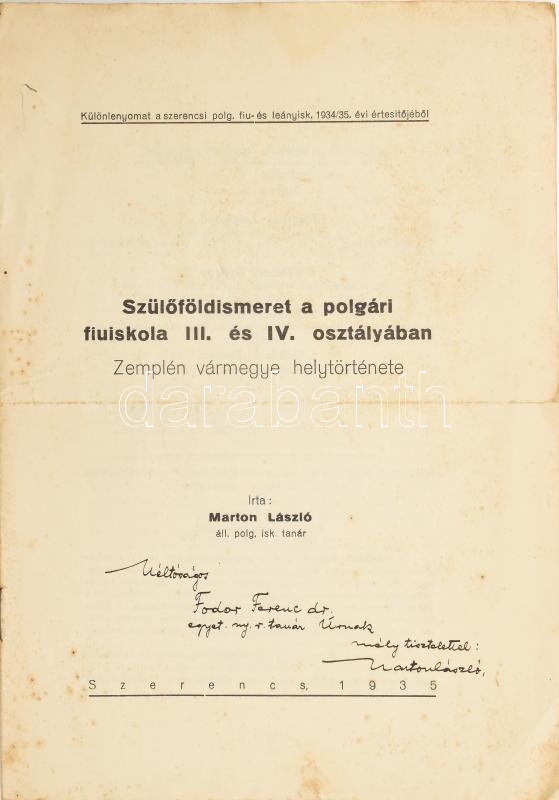 Különlenyomat a szerencsi polg. fiu- és leányisk. 1934/35. évi értesitőjéből
Szülőföldismeret a polgári
fiuiskola III. és IV. osztályában
Zemplén vármegye helytörténete
darabanth
Irta:
Marton László
áll. polg. isk. tanár
Méltóságos
Fodor Ferenc dr.
egyet. ny. r. tanár Úrnak
mély tisztelettel:
Marton László,
Szerencs, 1935